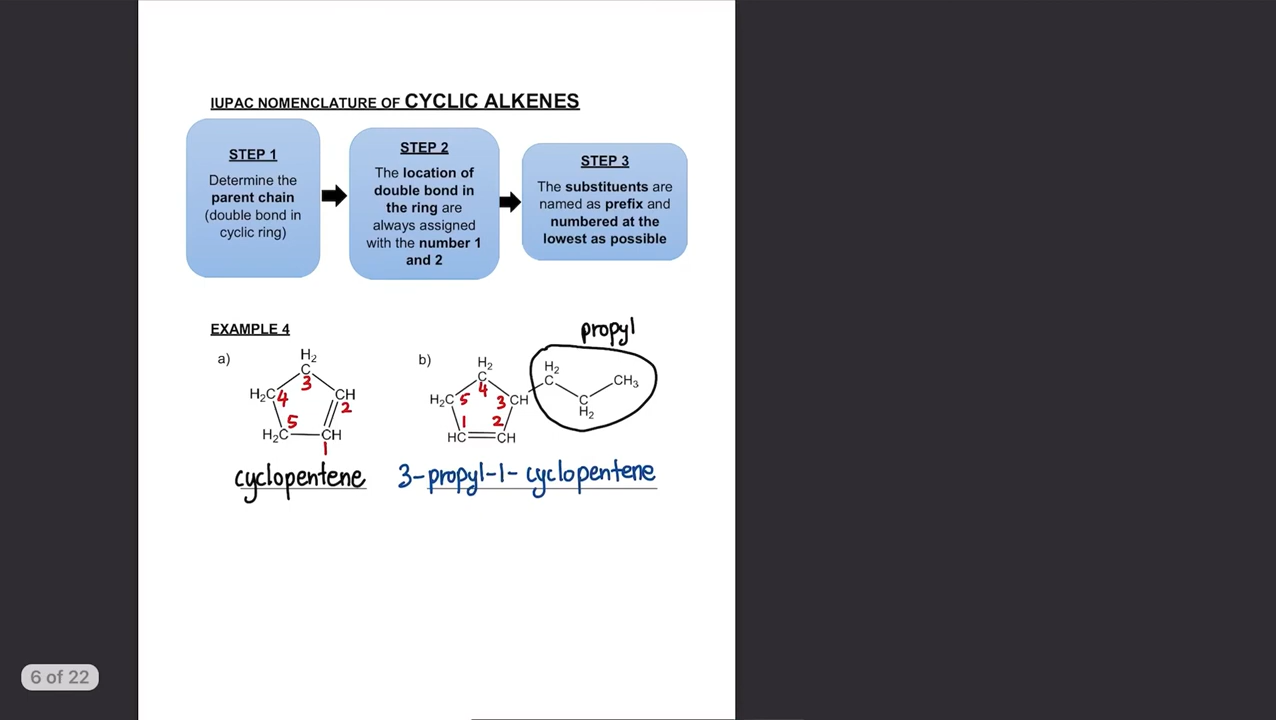 IUPAC NOMENCLATURE OF CYCLIC ALKENES
STEP 1
Determine the
parent chain
(double bond in
cyclic ring)
STEP 2
The location of
double bond in
the ring are
always assigned
with the number 1
and 2
STEP 3
The substituents are
named as prefix and
numbered at the
lowest as possible
EXAMPLE 4
a)
H2
C
3
H2C 4
CH
2
5
H2C
CH
1
cyclopentene
b)
propyl
H2
C
4
H2C 5
3 CH
1
2
HC
CH
H2
C
CH3
C
H2
3-propyl-1-cyclopentene
6 of 22